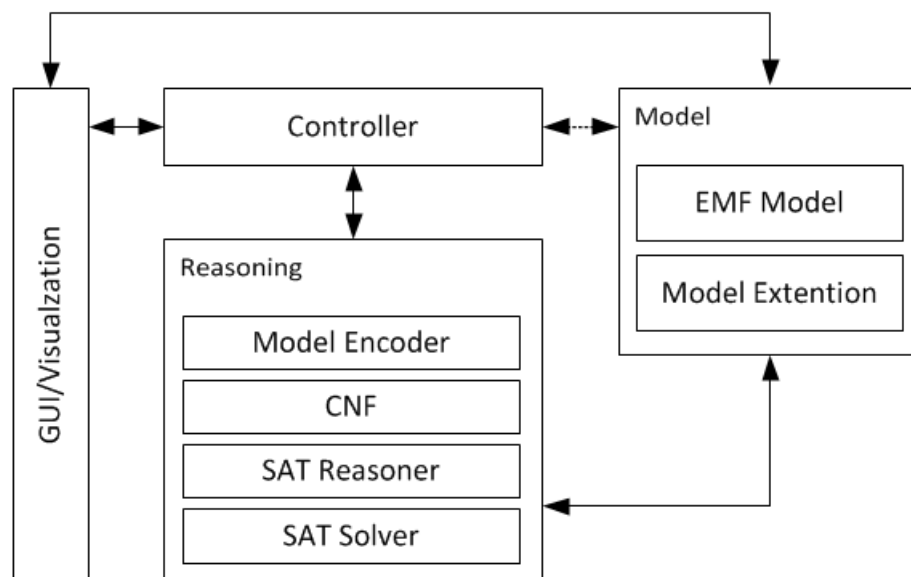 GUI/Visualzation
Controller
Model
EMF Model
Model Extention
Reasoning
Model Encoder
CNF
SAT Reasoner
SAT Solver